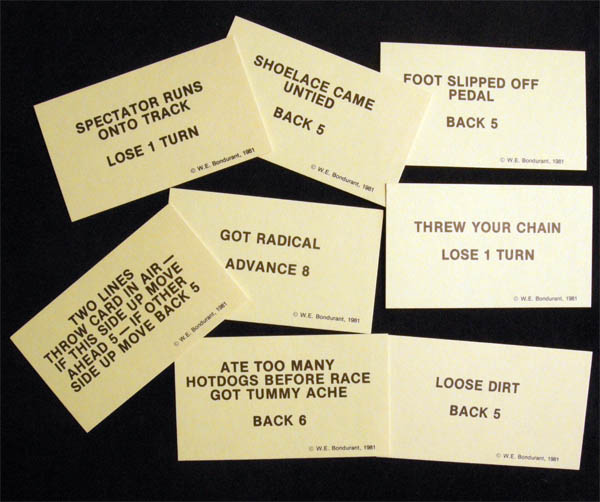 SPECTATOR RUNS
ONTO TRACK
LOSE 1 TURN
© W.E. Bondurant, 1981
SHOELACE CAME
UNTIED
BACK 5
© W.E. Bondurant, 1981
FOOT SLIPPED OFF
PEDAL
BACK 5
© W.E. Bondurant, 1981
TWO LINES
THROW CARD IN AIR —
IF THIS SIDE UP MOVE
AHEAD 5 — IF OTHER
SIDE UP MOVE BACK 5
© W.E. Bondurant, 1981
GOT RADICAL
ADVANCE 8
© W.E. Bondurant, 1981
THREW YOUR CHAIN
LOSE 1 TURN
© W.E. Bondurant, 1981
ATE TOO MANY
HOTDOGS BEFORE RACE
GOT TUMMY ACHE
BACK 6
© W.E. Bondurant, 1981
LOOSE DIRT
BACK 5
© W.E. Bondurant, 1981